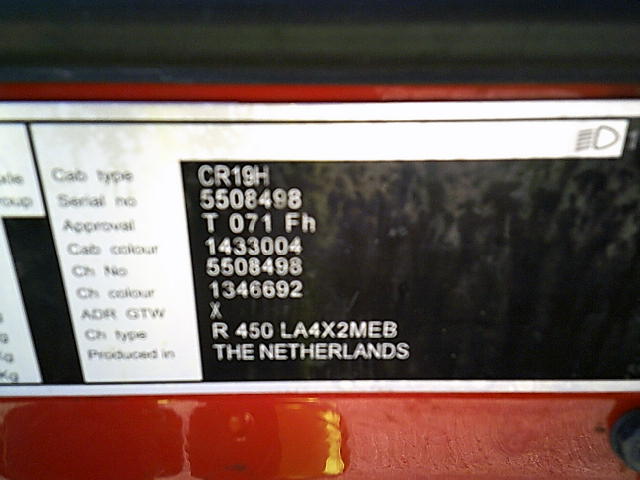 Cab type CR19H
Serial no 5508498
Approval T 071 Fh
Cab colour 1433004
Ch No 5508498
Ch colour 1346692
ADR GTW X
Ch type R 450 LA4X2MEB
Produced in THE NETHERLANDS
Kg